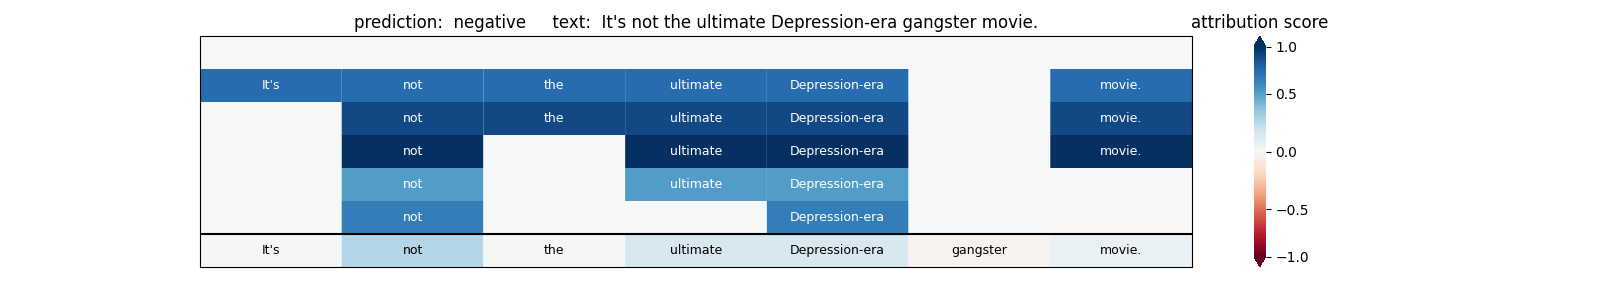 prediction:  negative     text:  It's not the ultimate Depression-era gangster movie.
attribution score
It's not the ultimate Depression-era movie.
not the ultimate Depression-era movie.
not ultimate Depression-era movie.
not ultimate Depression-era
not Depression-era
It's not the ultimate Depression-era gangster movie.
1.0
0.5
0.0
−0.5
−1.0